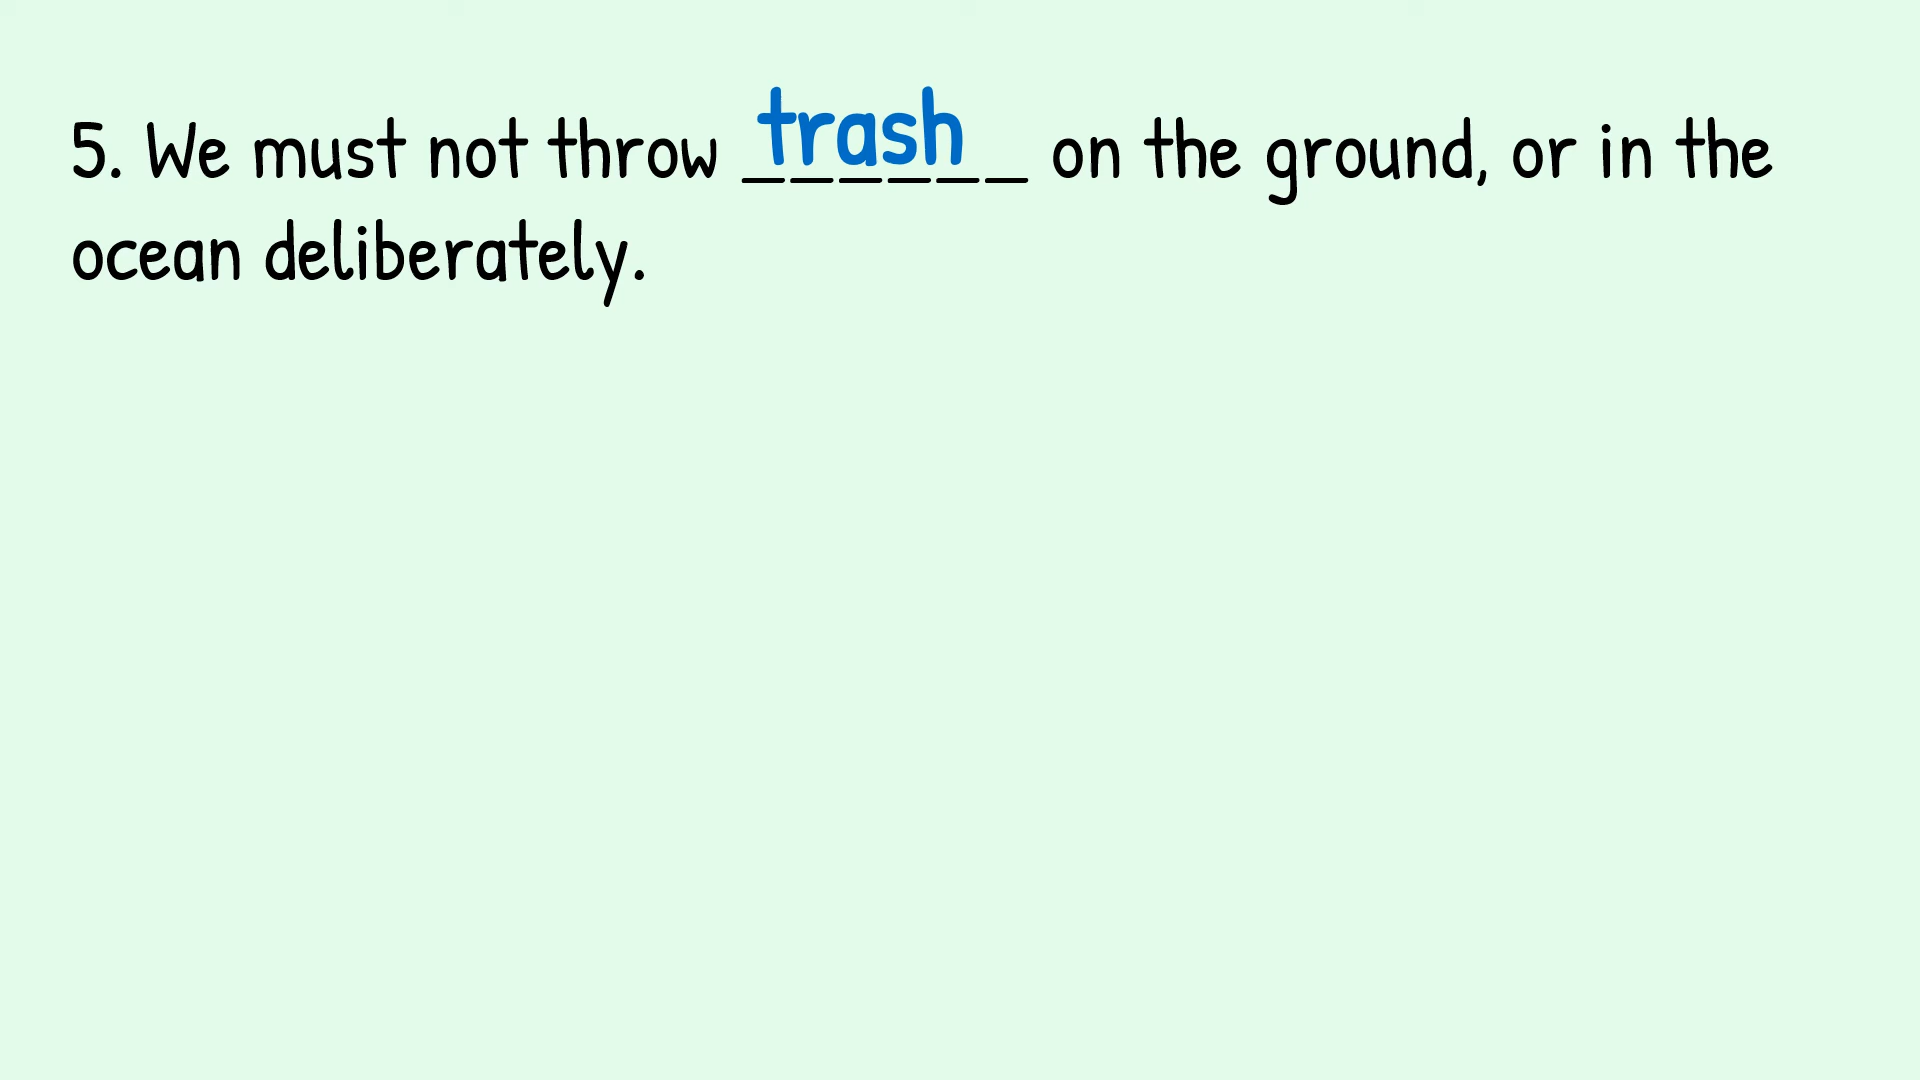 5. We must not throw trash on the ground, or in the
ocean deliberately.